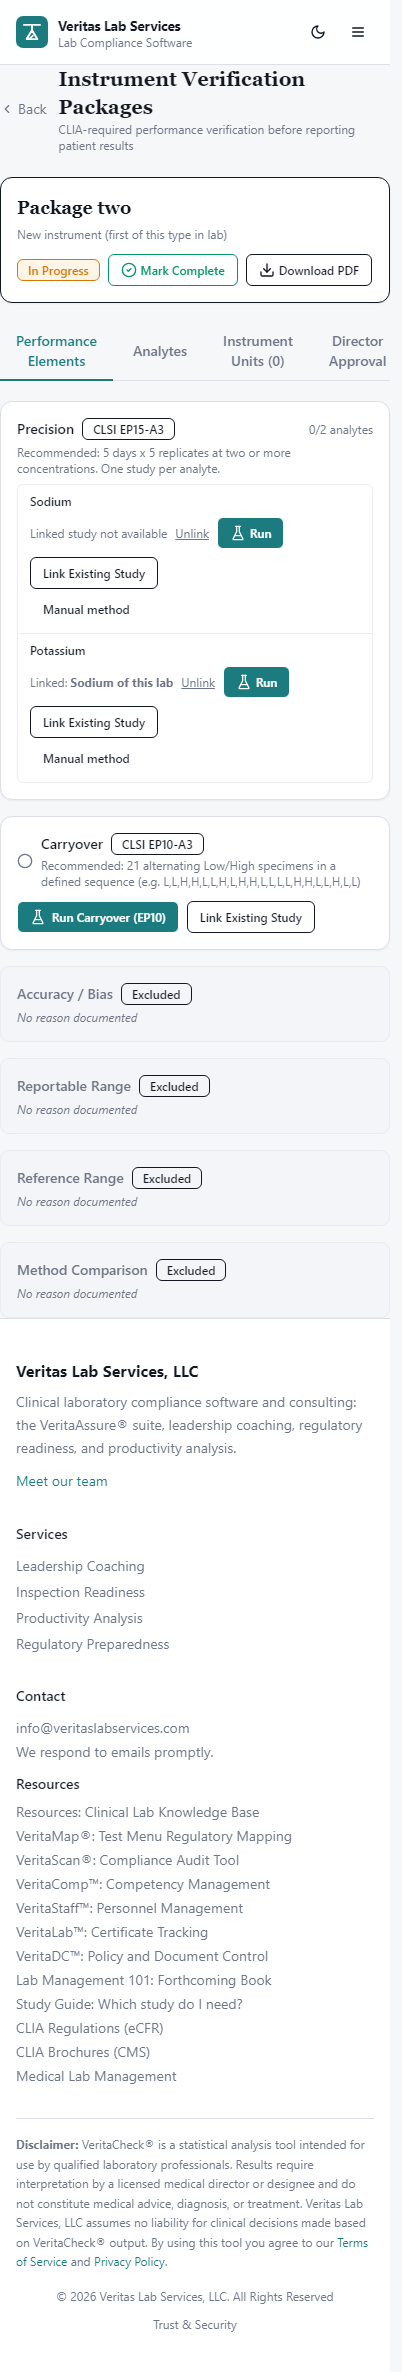 Veritas Lab Services
Lab Compliance Software
Back
Instrument Verification
Packages
CLIA-required performance verification before reporting
patient results
Package two
New instrument (first of this type in lab)
In Progress
Mark Complete
Download PDF
Performance
Elements
Analytes
Instrument
Units (0)
Director
Approval
Precision
CLSI EP15-A3
0/2 analytes
Recommended: 5 days x 5 replicates at two or more
concentrations. One study per analyte.
Sodium
Linked study not available Unlink
Run
Link Existing Study
Manual method
Potassium
Linked: Sodium of this lab Unlink
Run
Link Existing Study
Manual method
Carryover
CLSI EP10-A3
Recommended: 21 alternating Low/High specimens in a
defined sequence (e.g. L,L,H,H,L,L,H,L,H,H,L,L,L,L,H,H,L,L,H,L,L)
Run Carryover (EP10)
Link Existing Study
Accuracy / Bias
Excluded
No reason documented
Reportable Range
Excluded
No reason documented
Reference Range
Excluded
No reason documented
Method Comparison
Excluded
No reason documented
Veritas Lab Services, LLC
Clinical laboratory compliance software and consulting:
the VeritaAssure® suite, leadership coaching, regulatory
readiness, and productivity analysis.
Meet our team
Services
Leadership Coaching
Inspection Readiness
Productivity Analysis
Regulatory Preparedness
Contact
info@veritaslabservices.com
We respond to emails promptly.
Resources
Resources: Clinical Lab Knowledge Base
VeritaMap®: Test Menu Regulatory Mapping
VeritaScan®: Compliance Audit Tool
VeritaComp™: Competency Management
VeritaStaff™: Personnel Management
VeritaLab™: Certificate Tracking
VeritaDC™: Policy and Document Control
Lab Management 101: Forthcoming Book
Study Guide: Which study do I need?
CLIA Regulations (eCFR)
CLIA Brochures (CMS)
Medical Lab Management
Disclaimer: VeritaCheck® is a statistical analysis tool intended for
use by qualified laboratory professionals. Results require
interpretation by a licensed medical director or designee and do
not constitute medical advice, diagnosis, or treatment. Veritas Lab
Services, LLC assumes no liability for clinical decisions made based
on VeritaCheck® output. By using this tool you agree to our Terms
of Service and Privacy Policy.
© 2026 Veritas Lab Services, LLC. All Rights Reserved
Trust & Security